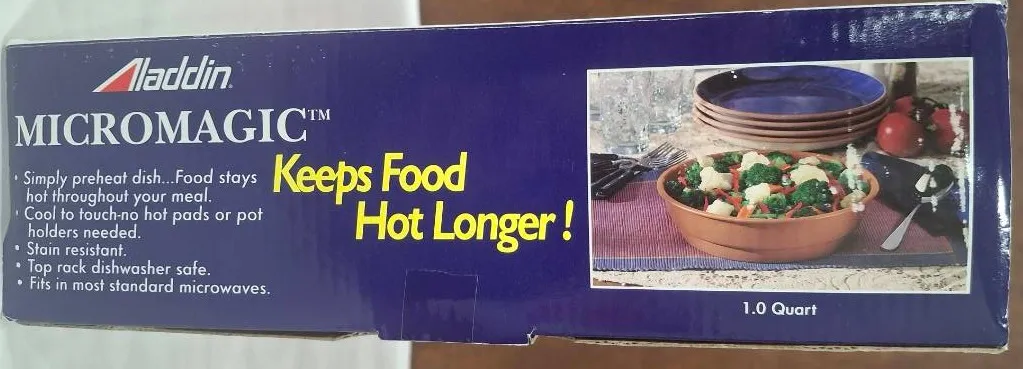 Aladdin
MICROMAGIC™
• Simply preheat dish...Food stays
hot throughout your meal.
• Cool to touch-no hot pads or pot
holders needed.
• Stain resistant.
• Top rack dishwasher safe.
• Fits in most standard microwaves.
Keeps Food
Hot Longer!
1.0 Quart